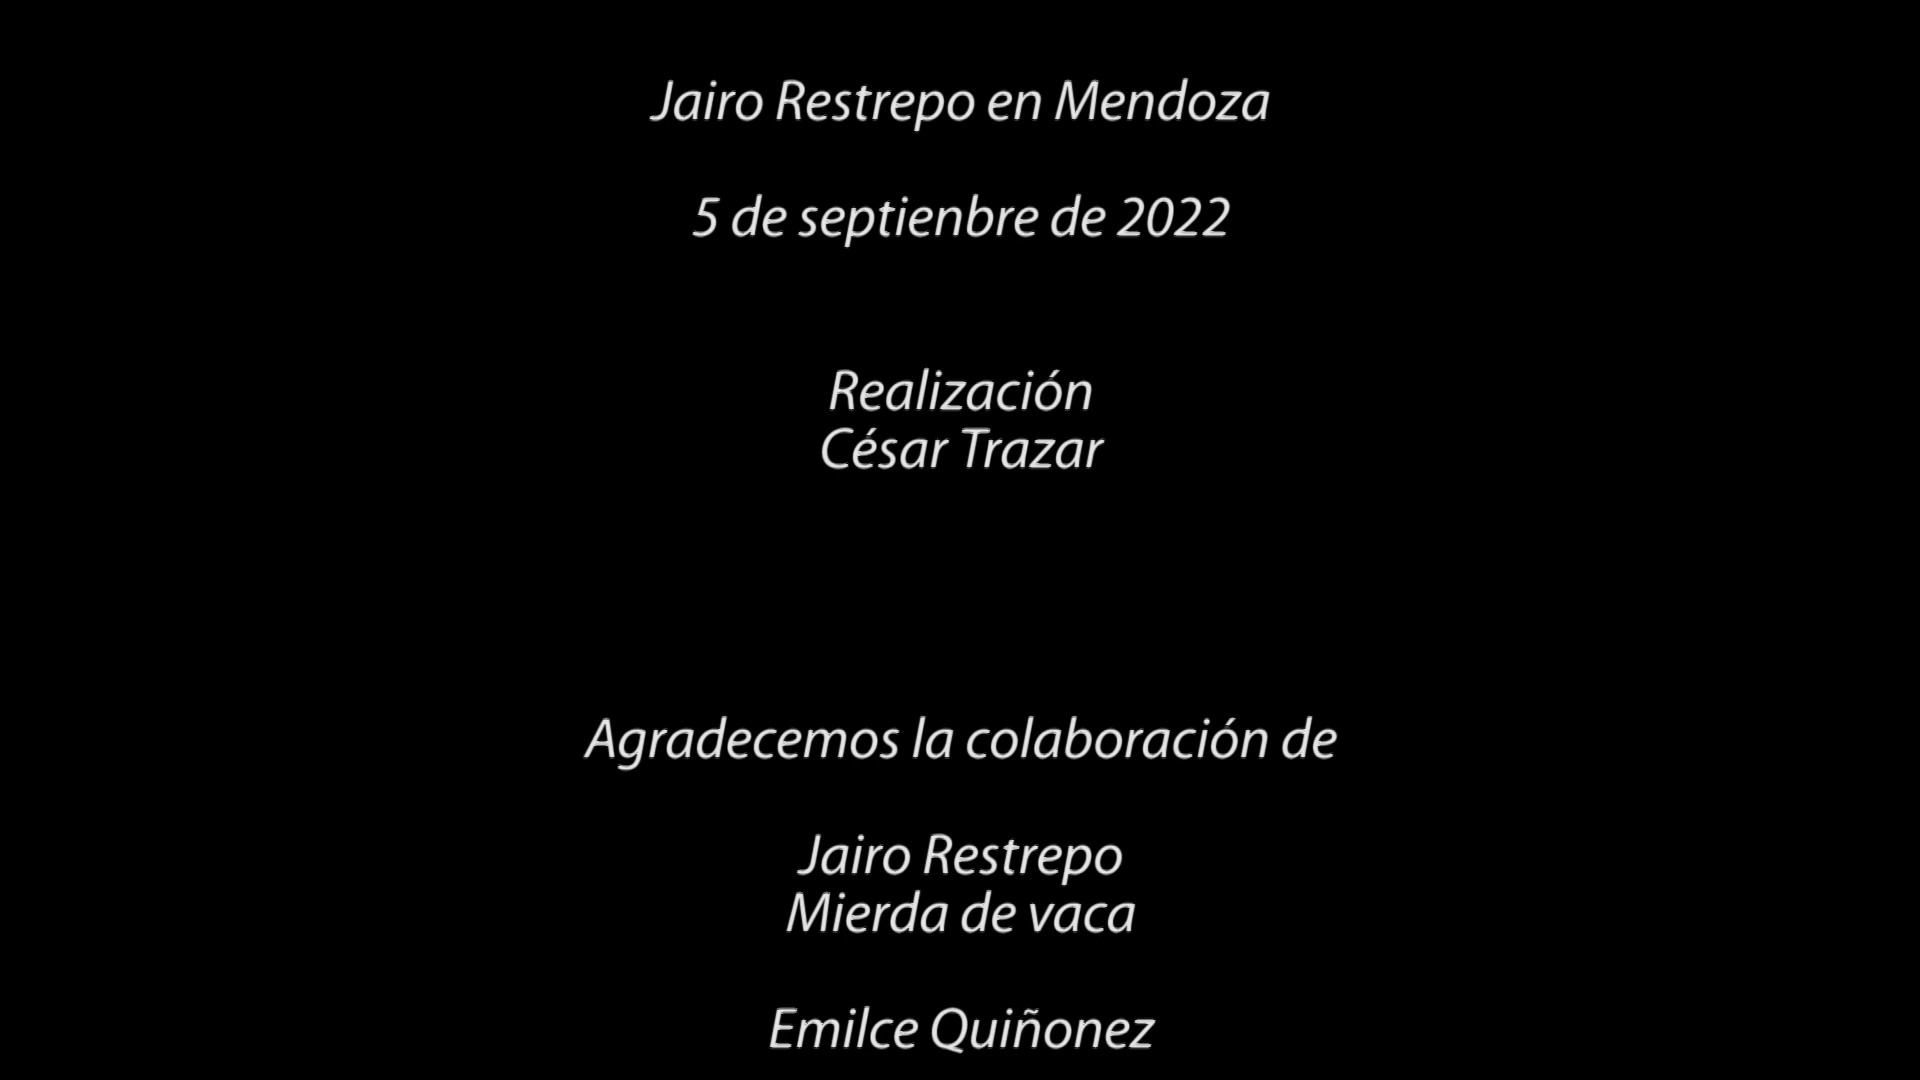 Jairo Restrepo en Mendoza
5 de septienbre de 2022
Realización
César Trazar
Agradecemos la colaboración de
Jairo Restrepo
Mierda de vaca
Emilce Quiñonez